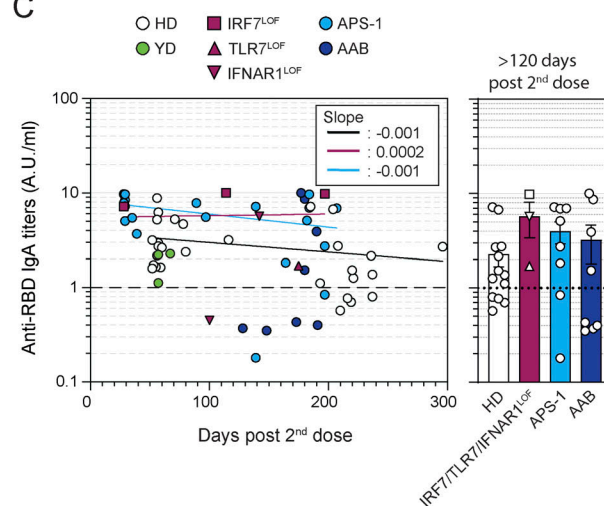 C
HD
IRF7LOF
APS-1
YD
TLR7LOF
AAB
IFNAR1LOF
>120 days
post 2nd dose
Anti-RBD IgA titers (A.U./ml)
100
10
1
0.1
Slope
: -0.001
: 0.0002
: -0.001
0
100
200
300
Days post 2nd dose
HD
IRF7/TLR7/IFNAR1LOF
APS-1
AAB